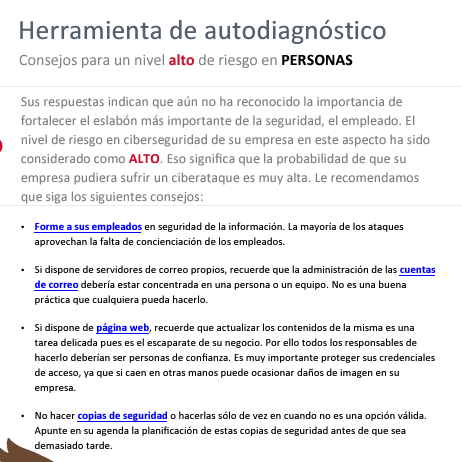 Herramienta de autodiagnóstico
Consejos para un nivel alto de riesgo en PERSONAS
Sus respuestas indican que aún no ha reconocido la importancia de
fortalecer el eslabón más importante de la seguridad, el empleado. El
nivel de riesgo en ciberseguridad de su empresa en este aspecto ha sido
considerado como ALTO. Eso significa que la probabilidad de que su
empresa pudiera sufrir un ciberataque es muy alta. Le recomendamos
que siga los siguientes consejos:
• Forme a sus empleados en seguridad de la información. La mayoría de los ataques
aprovechan la falta de concienciación de los empleados.
• Si dispone de servidores de correo propios, recuerde que la administración de las cuentas
de correo debería estar concentrada en una persona o un equipo. No es una buena
práctica que cualquiera pueda hacerlo.
• Si dispone de página web, recuerde que actualizar los contenidos de la misma es una
tarea delicada pues es el escaparate de su negocio. Por ello todos los responsables de
hacerlo deberían ser personas de confianza. Es muy importante proteger sus credenciales
de acceso, ya que si caen en otras manos puede ocasionar daños de imagen en su
empresa.
• No hacer copias de seguridad o hacerlas sólo de vez en cuando no es una opción válida.
Apunte en su agenda la planificación de estas copias de seguridad antes de que sea
demasiado tarde.